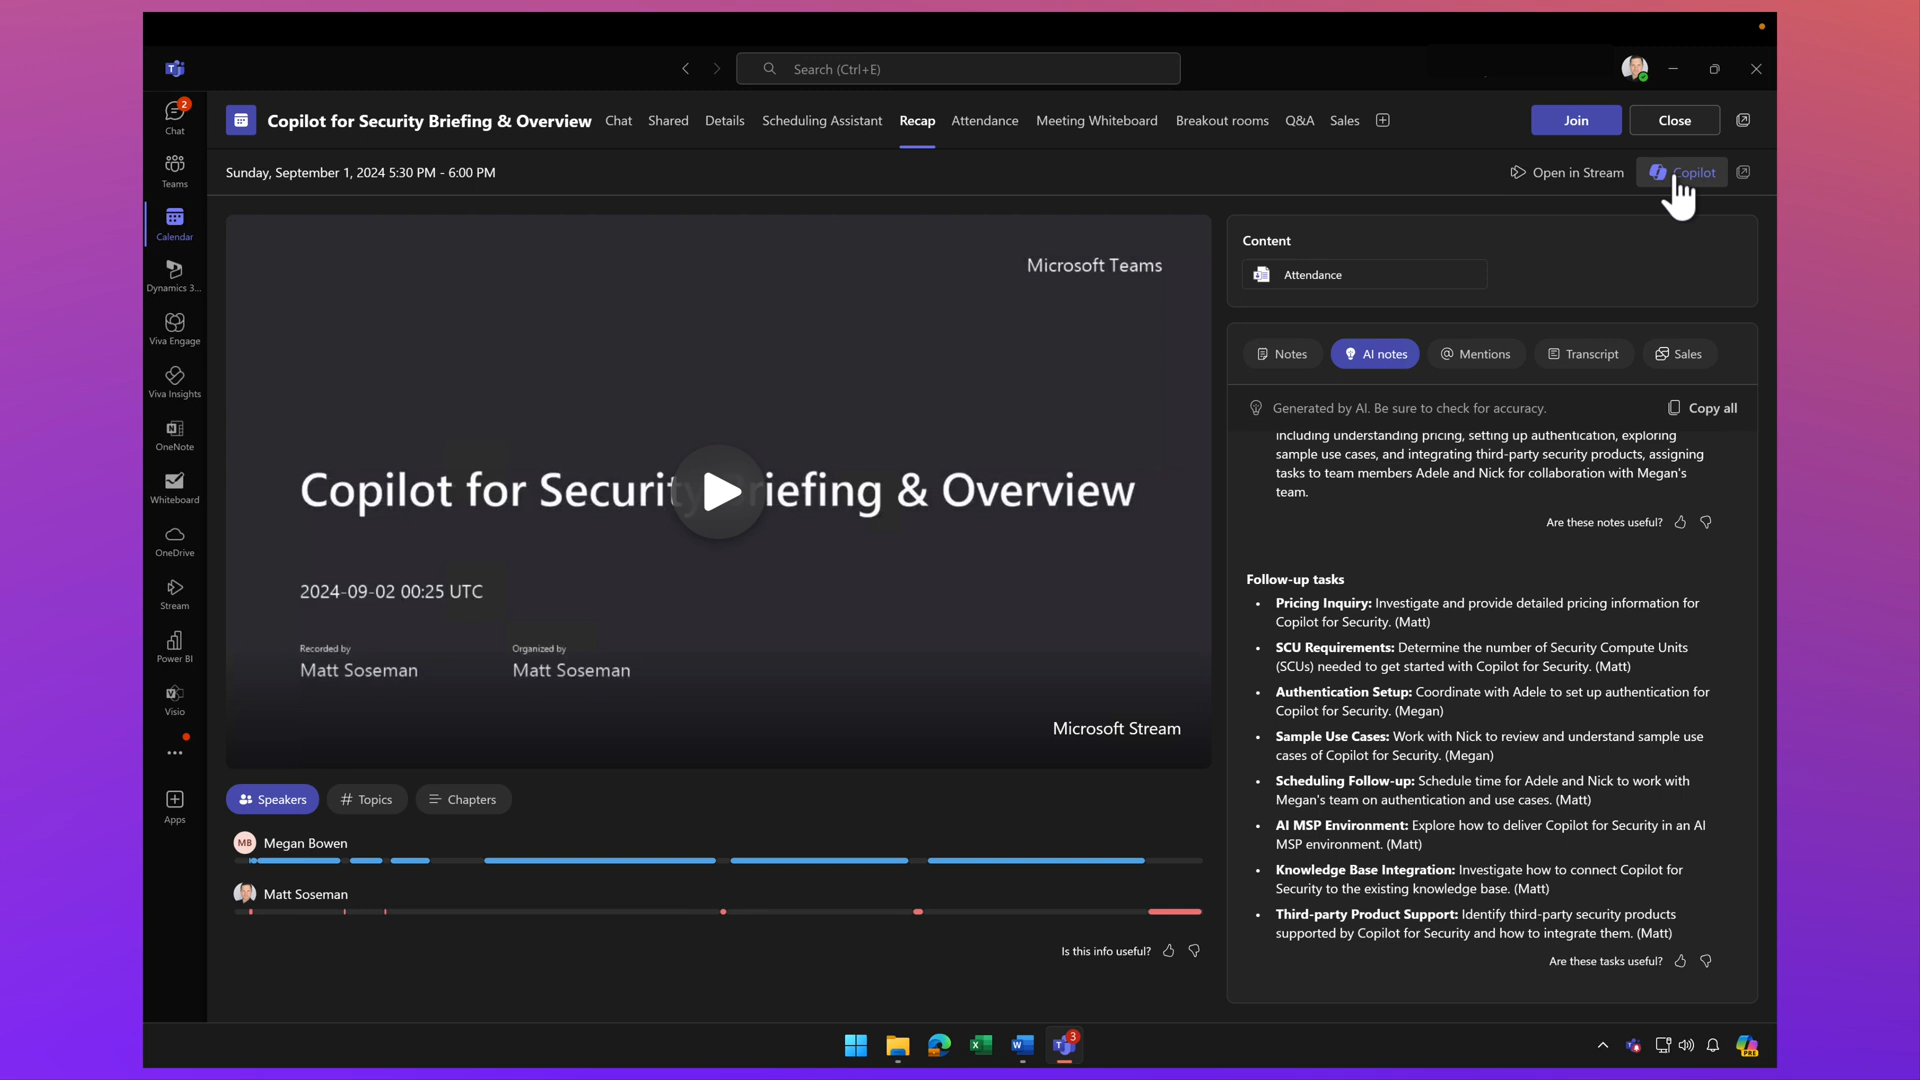 Search (Ctrl+E)
2
Chat
Teams
Calendar
Dynamics 3...
Viva Engage
Viva Insights
OneNote
Whiteboard
OneDrive
Stream
Power BI
Visio
Apps
Copilot for Security Briefing & Overview Chat Shared Details Scheduling Assistant Recap Attendance Meeting Whiteboard Breakout rooms Q&A Sales Join Close
Sunday, September 1, 2024 5:30 PM - 6:00 PM Open in Stream Copilot
Microsoft Teams
Copilot for Security Briefing & Overview
2024-09-02 00:25 UTC
Recorded by Organized by
Matt Soseman Matt Soseman
Microsoft Stream
Speakers # Topics Chapters
MB Megan Bowen
Matt Soseman
Is this info useful?
Content
Attendance
Notes AI notes @ Mentions Transcript Sales
Generated by AI. Be sure to check for accuracy. Copy all
including understanding pricing, setting up authentication, exploring
sample use cases, and integrating third-party security products, assigning
tasks to team members Adele and Nick for collaboration with Megan's
team.
Are these notes useful?
Follow-up tasks
• Pricing Inquiry: Investigate and provide detailed pricing information for
Copilot for Security. (Matt)
• SCU Requirements: Determine the number of Security Compute Units
(SCUs) needed to get started with Copilot for Security. (Matt)
• Authentication Setup: Coordinate with Adele to set up authentication for
Copilot for Security. (Megan)
• Sample Use Cases: Work with Nick to review and understand sample use
cases of Copilot for Security. (Megan)
• Scheduling Follow-up: Schedule time for Adele and Nick to work with
Megan's team on authentication and use cases. (Matt)
• AI MSP Environment: Explore how to deliver Copilot for Security in an AI
MSP environment. (Matt)
• Knowledge Base Integration: Investigate how to connect Copilot for
Security to the existing knowledge base. (Matt)
• Third-party Product Support: Identify third-party security products
supported by Copilot for Security and how to integrate them. (Matt)
Are these tasks useful?
3
PRE